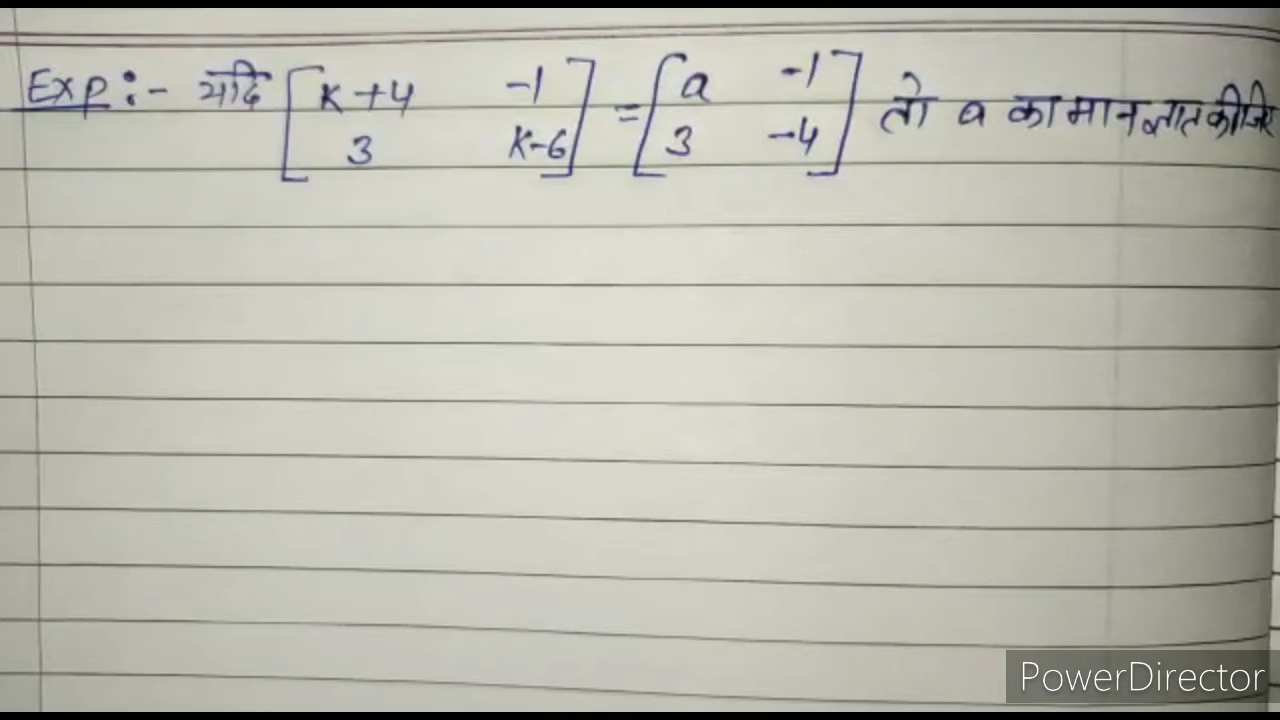 Exp:- यदि [K+4 -1] = [a -1] तो a का मान ज्ञात कीजिए
[3 K-6] [3 -4]
PowerDirector